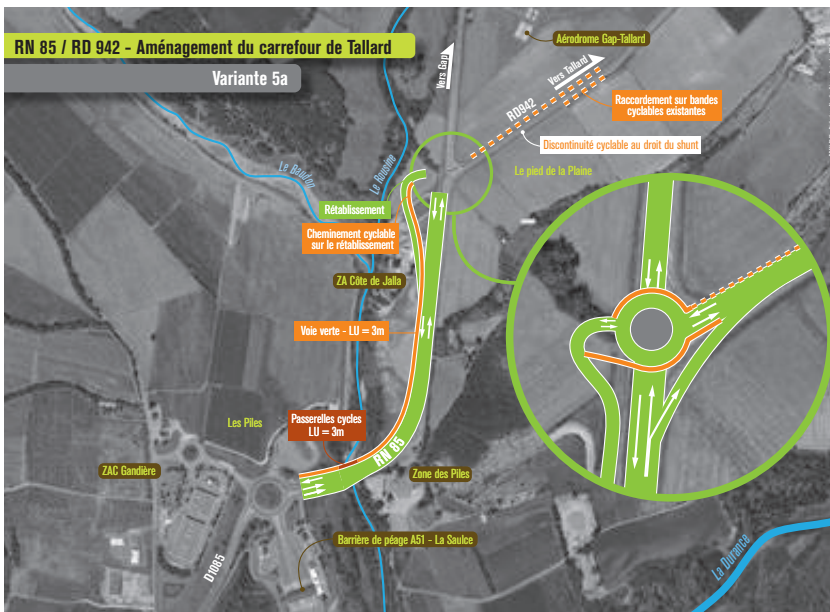 RN 85 / RD 942 - Aménagement du carrefour de Tallard
Variante 5a
Aérodrome Gap-Tallard
Vers Gap
Vers Tallard
RD942
Raccordement sur bandes
cyclables existantes
Discontinuité cyclable au droit du shunt
Le pied de la Plaine
Le Baudon
Le Rousine
Rétablissement
Cheminement cyclable
sur le rétablissement
ZA Côte de Jalla
Voie verte - LU = 3m
Les Piles
Passerelles cycles
LU = 3m
RN 85
ZAC Gandière
Zone des Piles
Barrière de péage A51 - La Saulce
D1085
La Durance